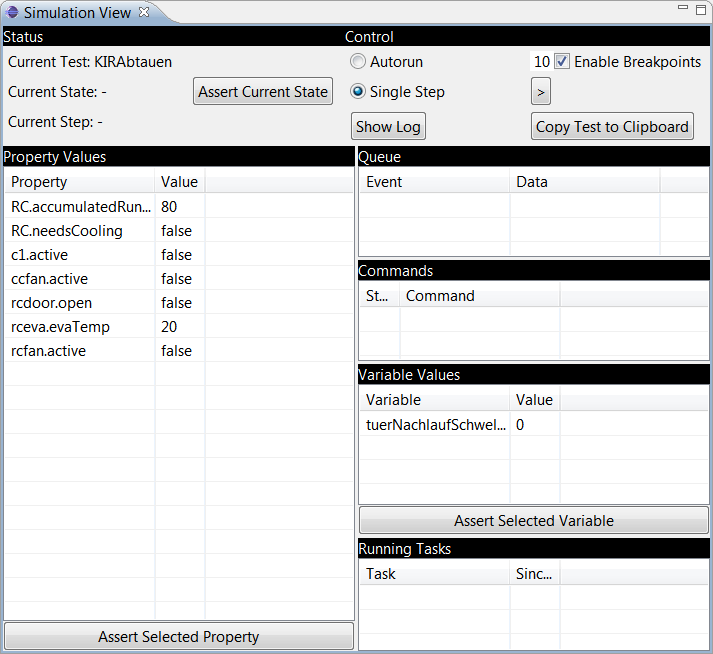 Simulation View
Status
Control
Current Test: KIRAbtauen
Autorun
10 Enable Breakpoints
Current State: -
Assert Current State
Single Step
>
Current Step: -
Show Log
Copy Test to Clipboard
Property Values
Property Value
RC.accumulatedRun... 80
RC.needsCooling false
c1.active false
ccfan.active false
rcdoor.open false
rceva.evaTemp 20
rcfan.active false
Assert Selected Property
Queue
Event Data
Commands
St... Command
Variable Values
Variable Value
tuerNachlaufSchwel... 0
Assert Selected Variable
Running Tasks
Task Sinc...